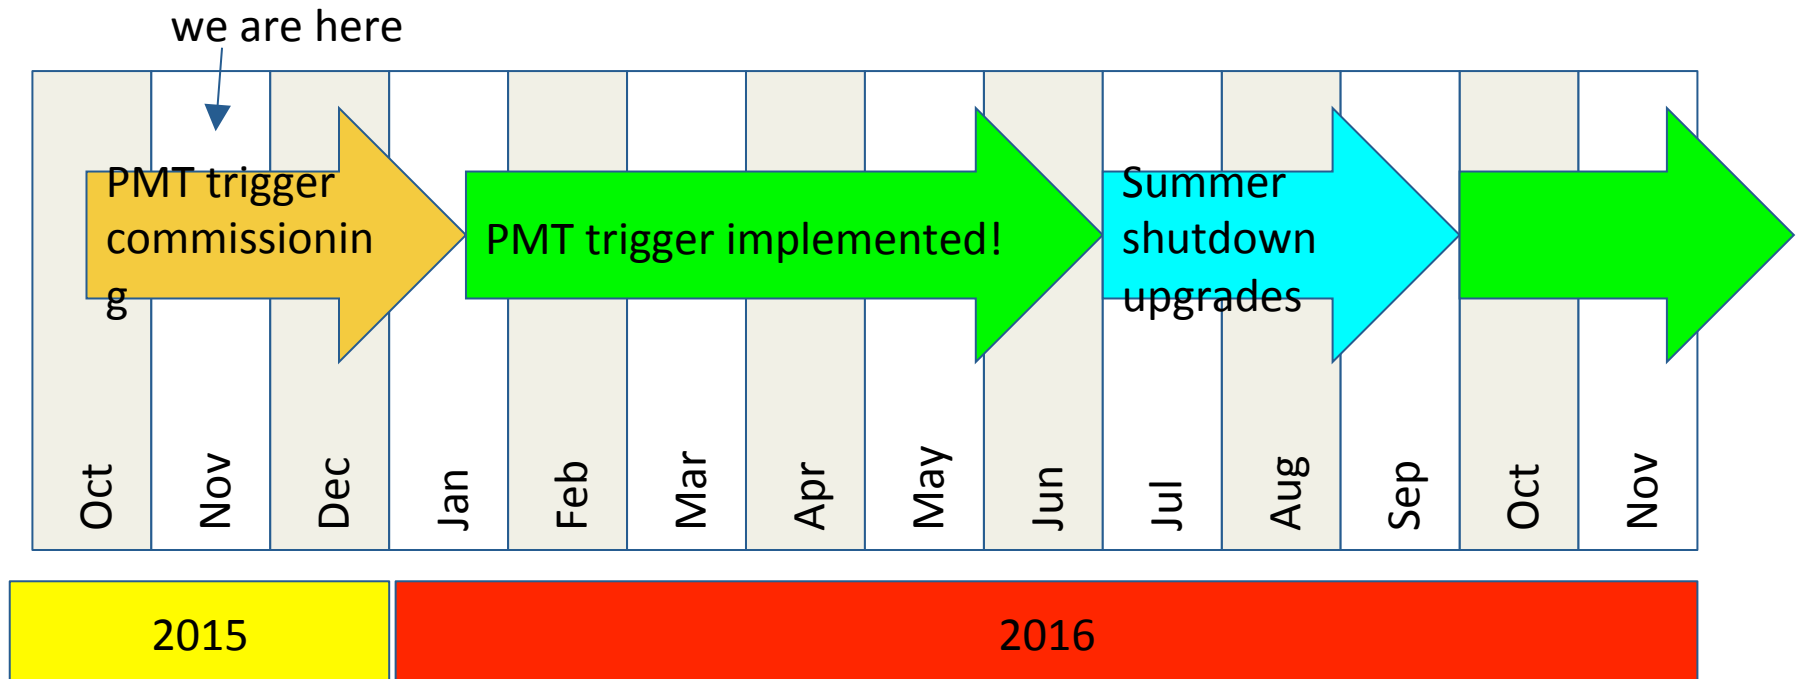 we are here
PMT trigger
commissionin
g
PMT trigger implemented!
Summer
shutdown
upgrades
Oct
Nov
Dec
Jan
Feb
Mar
Apr
May
Jun
Jul
Aug
Sep
Oct
Nov
2015
2016